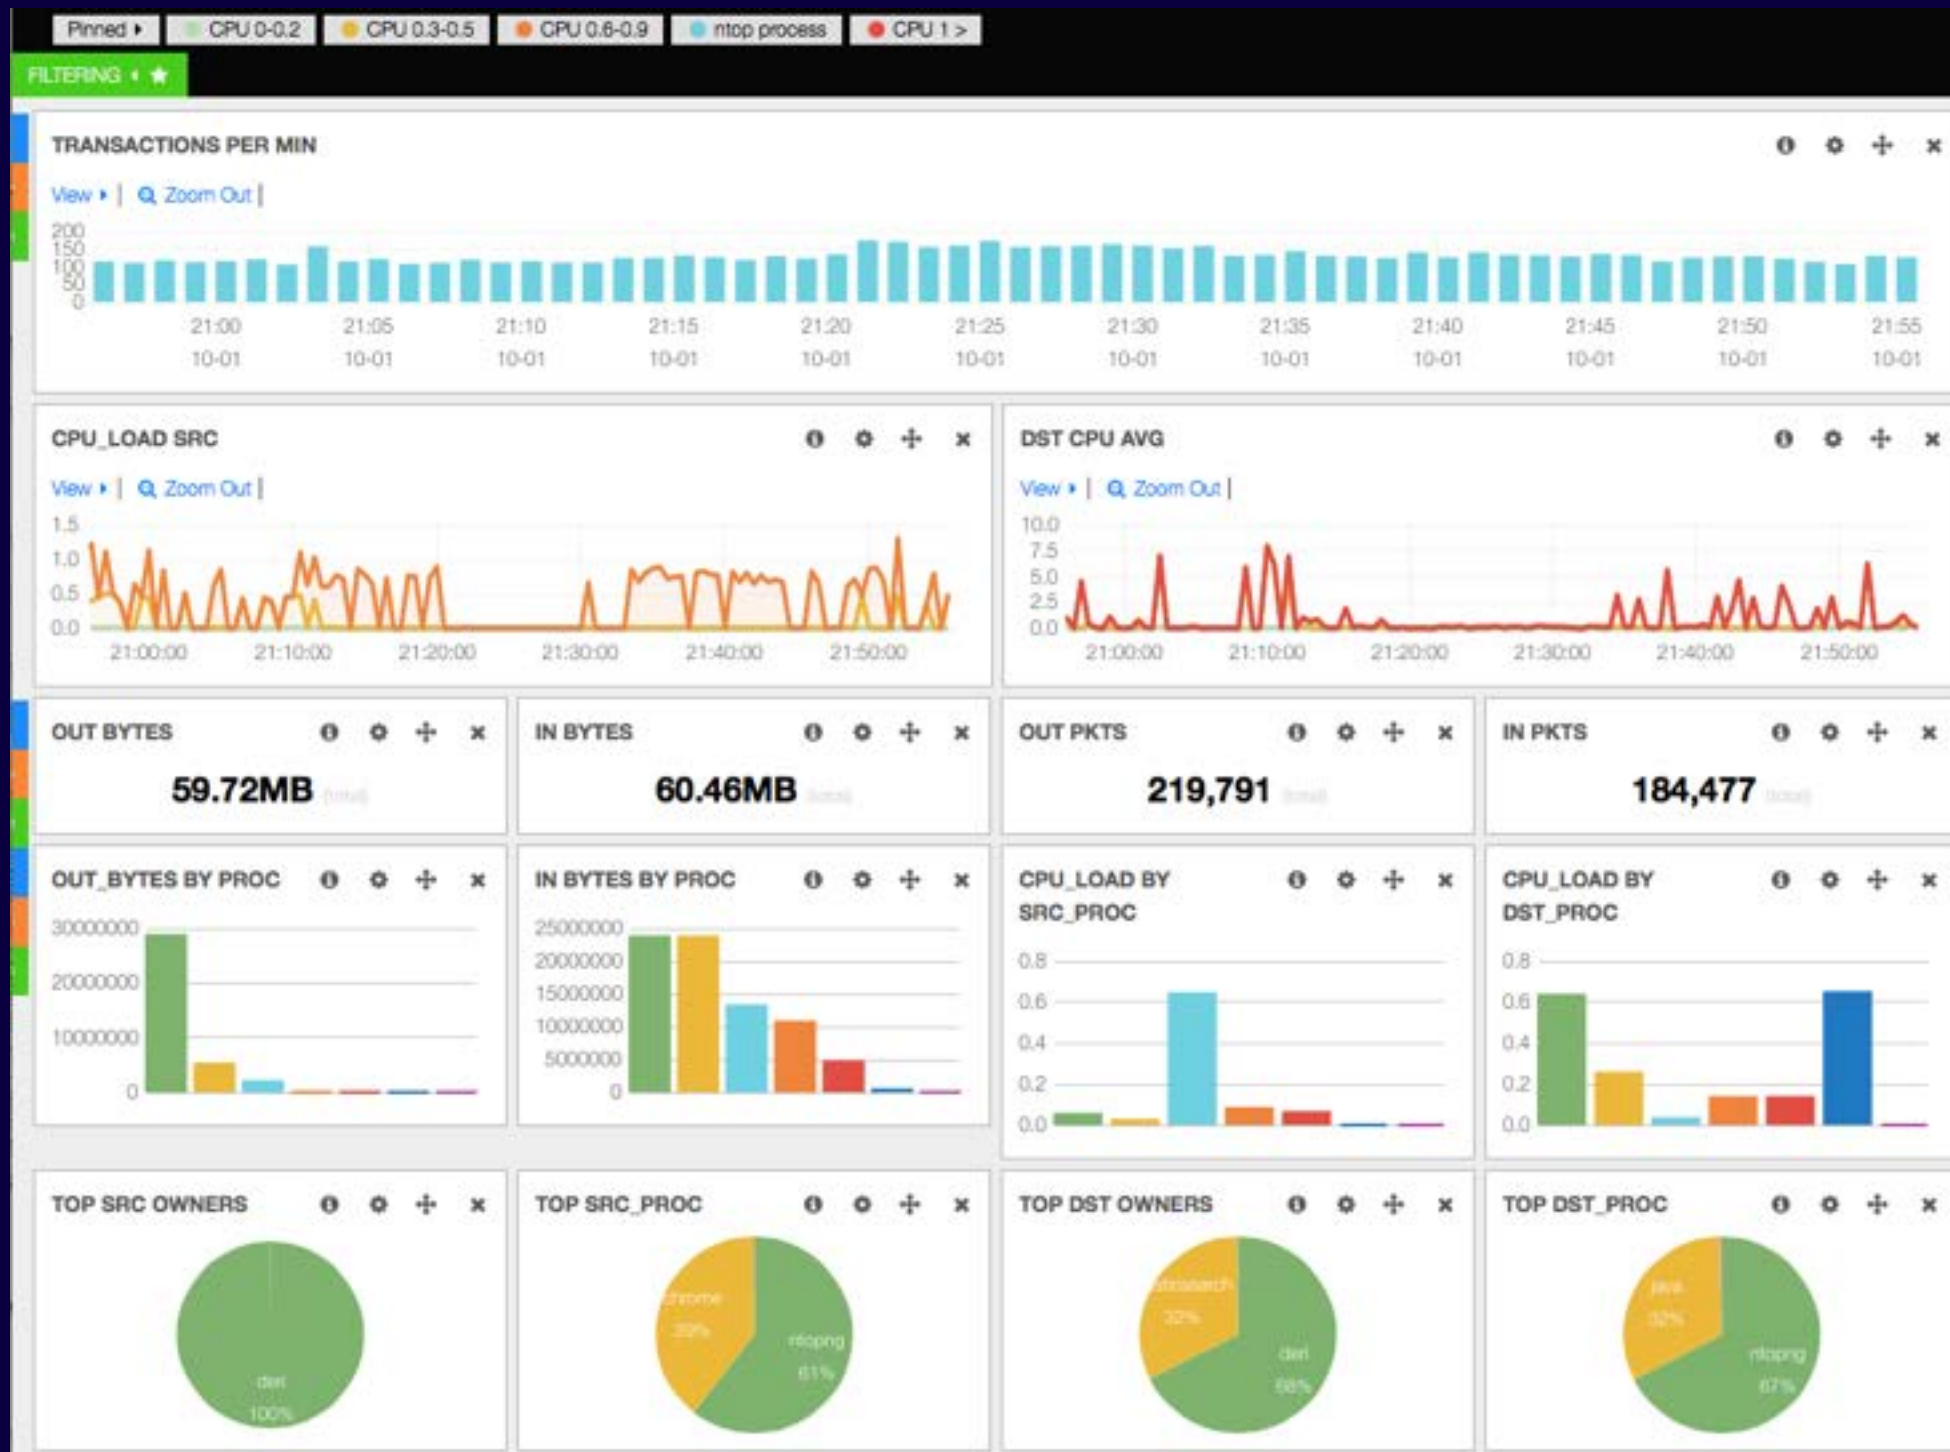 Pinned CPU 0-0.2 CPU 0.3-0.5 CPU 0.6-0.9 ntop process CPU 1 >
FILTERING
TRANSACTIONS PER MIN
View | Zoom Out |
200
150
100
50
0
21:00 21:05 21:10 21:15 21:20 21:25 21:30 21:35 21:40 21:45 21:50 21:55
10-01 10-01 10-01 10-01 10-01 10-01 10-01 10-01 10-01 10-01 10-01 10-01
CPU_LOAD SRC
View | Zoom Out |
1.5
1.0
0.5
0.0
21:00:00 21:10:00 21:20:00 21:30:00 21:40:00 21:50:00
DST CPU AVG
View | Zoom Out |
10.0
7.5
5.0
2.5
0.0
21:00:00 21:10:00 21:20:00 21:30:00 21:40:00 21:50:00
OUT BYTES
59.72MB (total)
IN BYTES
60.46MB (total)
OUT PKTS
219,791 (total)
IN PKTS
184,477 (total)
OUT_BYTES BY PROC
30000000
20000000
10000000
0
IN BYTES BY PROC
25000000
20000000
15000000
10000000
5000000
0
CPU_LOAD BY
SRC_PROC
0.8
0.6
0.4
0.2
0.0
CPU_LOAD BY
DST_PROC
0.8
0.6
0.4
0.2
0.0
TOP SRC OWNERS
deri
100%
TOP SRC_PROC
chrome
39%
ntopng
61%
TOP DST OWNERS
32%
deri
68%
TOP DST_PROC
java
32%
ntopng
67%